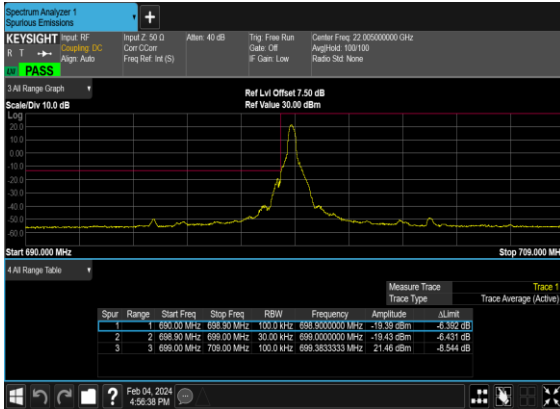 Spectrum Analyzer 1
Spurious Emissions
+
KEYSIGHT Input: RF Input Z: 50 Ω Atten: 40 dB Trig: Free Run Center Freq: 22.005000000 GHz
R T Coupling: DC Corr CCorr Gate: Off Avg|Hold: 100/100
Align: Auto Freq Ref: Int (S) IF Gain: Low Radio Std: None
PASS
3 All Range Graph
Ref Lvl Offset 7.50 dB
Scale/Div 10.0 dB Ref Value 30.00 dBm
Log
20.0
10.0
0.00
-10.0
-20.0
-30.0
-40.0
-50.0
-60.0
Start 690.000 MHz Stop 709.000 MH
4 All Range Table
Measure Trace Trace 1
Trace Type Trace Average (Active)
Spur Range Start Freq Stop Freq RBW Frequency Amplitude ΔLimit
1 1 690.00 MHz 698.90 MHz 100.0 kHz 698.9000000 MHz -19.39 dBm -6.392 dB
2 2 698.90 MHz 699.00 MHz 30.00 kHz 699.0000000 MHz -19.43 dBm -6.431 dB
3 3 699.00 MHz 709.00 MHz 100.0 kHz 699.3833333 MHz 21.46 dBm -8.544 dB
? Feb 04, 2024
4:56:38 PM